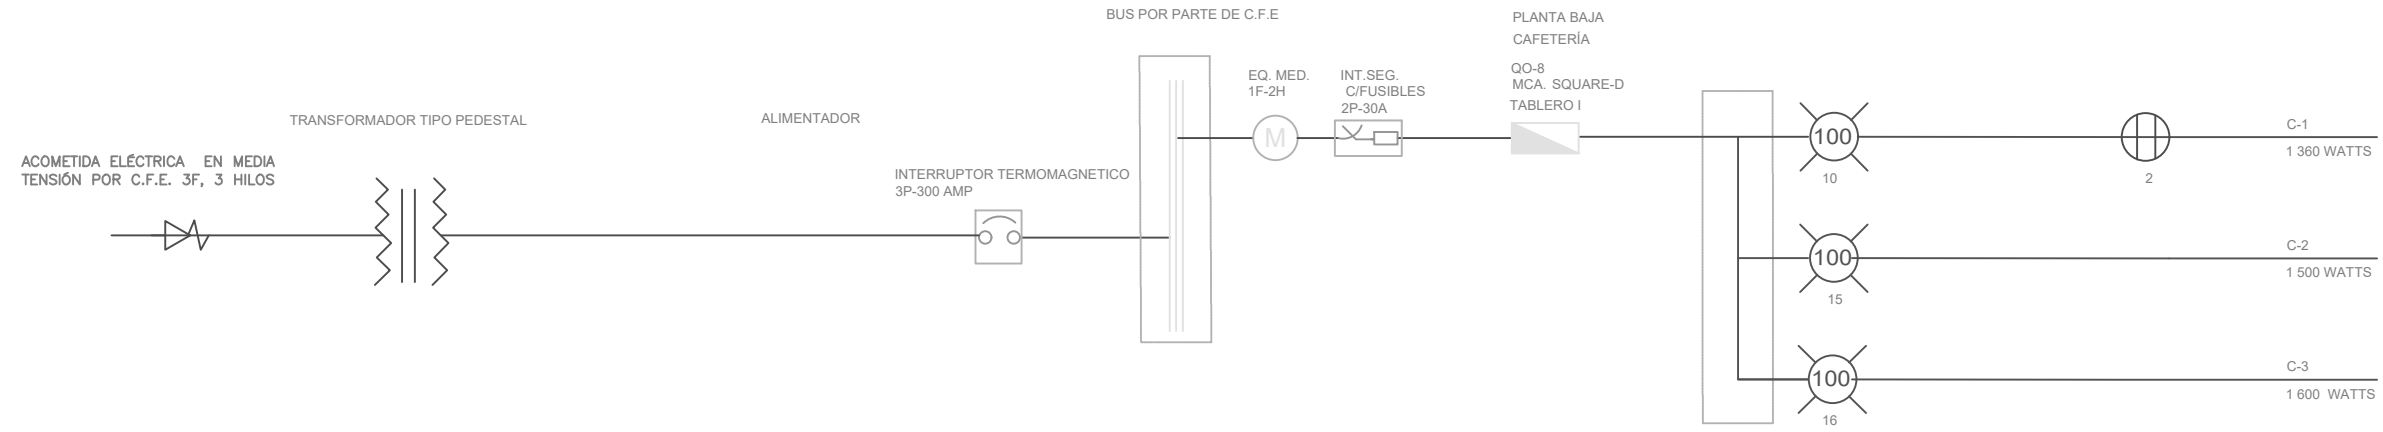 BUS POR PARTE DE C.F.E
PLANTA BAJA
CAFETERÍA
QO-8
MCA. SQUARE-D
TABLERO I
EQ. MED.
1F-2H
INT.SEG.
C/FUSIBLES
2P-30A
TRANSFORMADOR TIPO PEDESTAL
ALIMENTADOR
ACOMETIDA ELÉCTRICA EN MEDIA
TENSIÓN POR C.F.E. 3F, 3 HILOS
INTERRUPTOR TERMOMAGNETICO
3P-300 AMP
M
100
10
2
C-1
1 360 WATTS
100
15
C-2
1 500 WATTS
100
16
C-3
1 600 WATTS